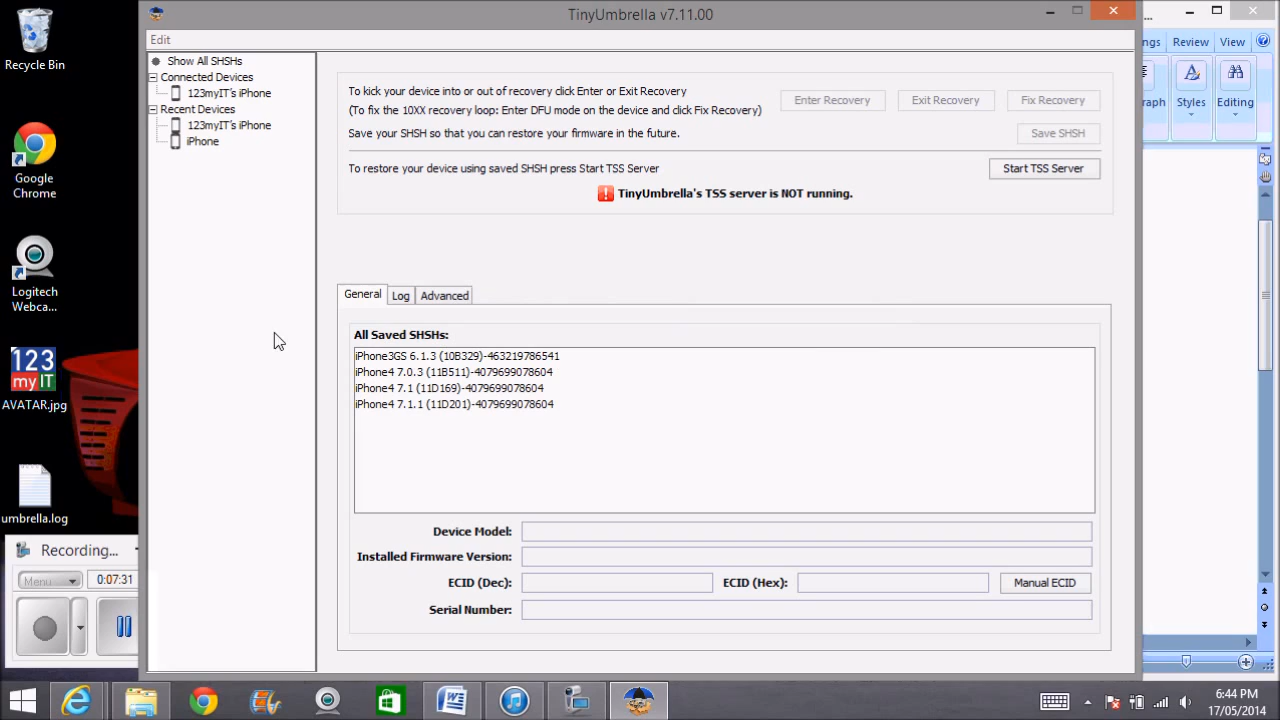 TinyUmbrella v7.11.00
Edit
Recycle Bin
Google Chrome
Logitech Webca...
123 my IT
AVATAR.jpg
umbrella.log
Recording...
Menu
0:07:31
Show All SHSHs
Connected Devices
123myIT's iPhone
Recent Devices
123myIT's iPhone
iPhone
To kick your device into or out of recovery click Enter or Exit Recovery
(To fix the 10XX recovery loop: Enter DFU mode of the device and click Fix Recovery)
Enter Recovery
Exit Recovery
Fix Recovery
Save your SHSH so that you can restore your firmware in the future.
Save SHSH
To restore your device using saved SHSH press Start TSS Server
Start TSS Server
TinyUmbrella's TSS server is NOT running.
General
Log
Advanced
All Saved SHSHs:
iPhone3GS 6.1.3 (10B329)-463219786541
iPhone4 7.0.3 (11B511)-4079699078604
iPhone4 7.1 (11D169)-4079699078604
iPhone4 7.1.1 (11D201)-4079699078604
Device Model:
Installed Firmware Version:
ECID (Dec):
ECID (Hex):
Manual ECID
Serial Number:
...
ngs
Review
View
raph
Styles
Editing
6:44 PM
17/05/2014